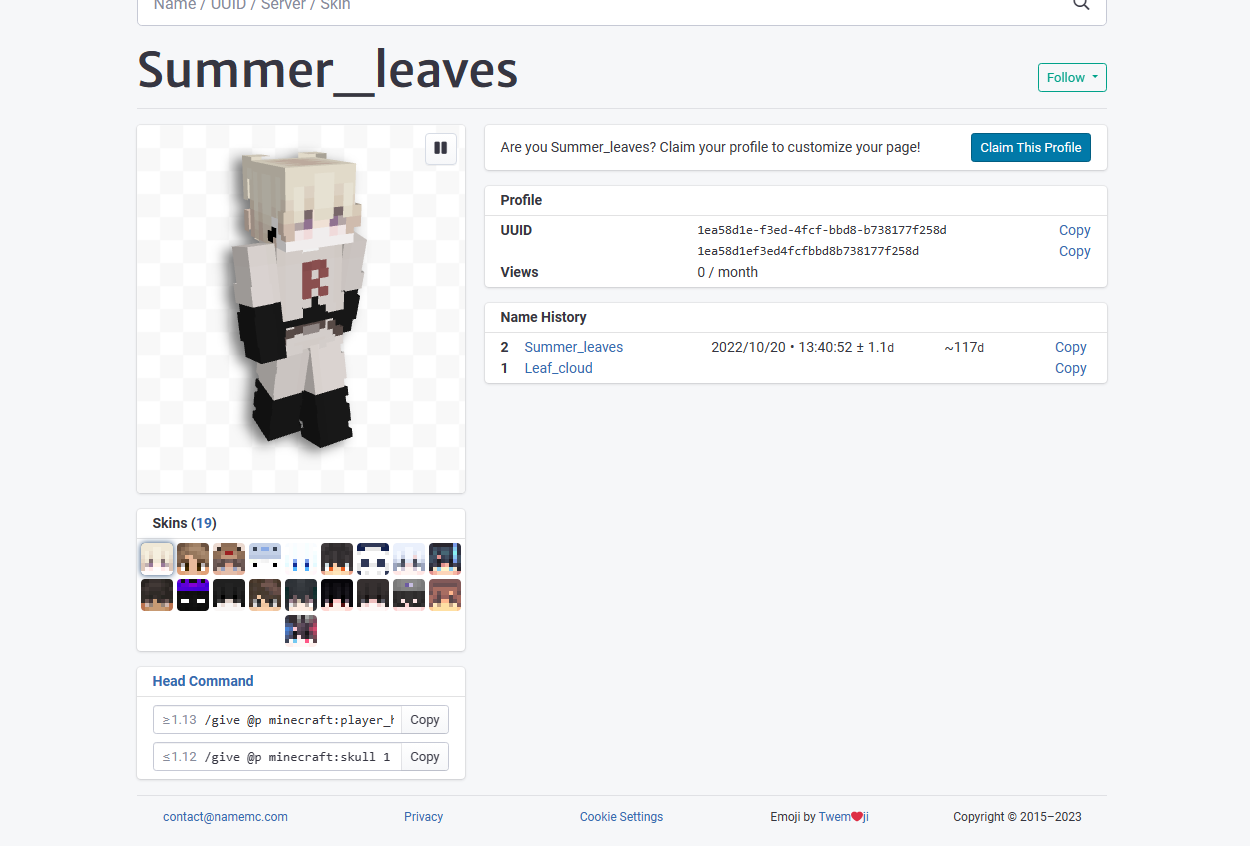 Name / UUID / Server / Skin
Summer_leaves
Follow
Are you Summer_leaves? Claim your profile to customize your page!
Claim This Profile
Profile
UUID
1ea58d1e-f3ed-4fcf-bbd8-b738177f258d
Copy
1ea58d1ef3ed4fcfbbd8b738177f258d
Copy
Views
0 / month
Name History
2 Summer_leaves 2022/10/20 • 13:40:52 ± 1.1d ~117d Copy
1 Leaf_cloud Copy
R
Skins (19)
Head Command
≥1.13 /give @p minecraft:player_h Copy
≤1.12 /give @p minecraft:skull 1 Copy
contact@namemc.com Privacy Cookie Settings Emoji by Twem❤️ji Copyright © 2015–2023